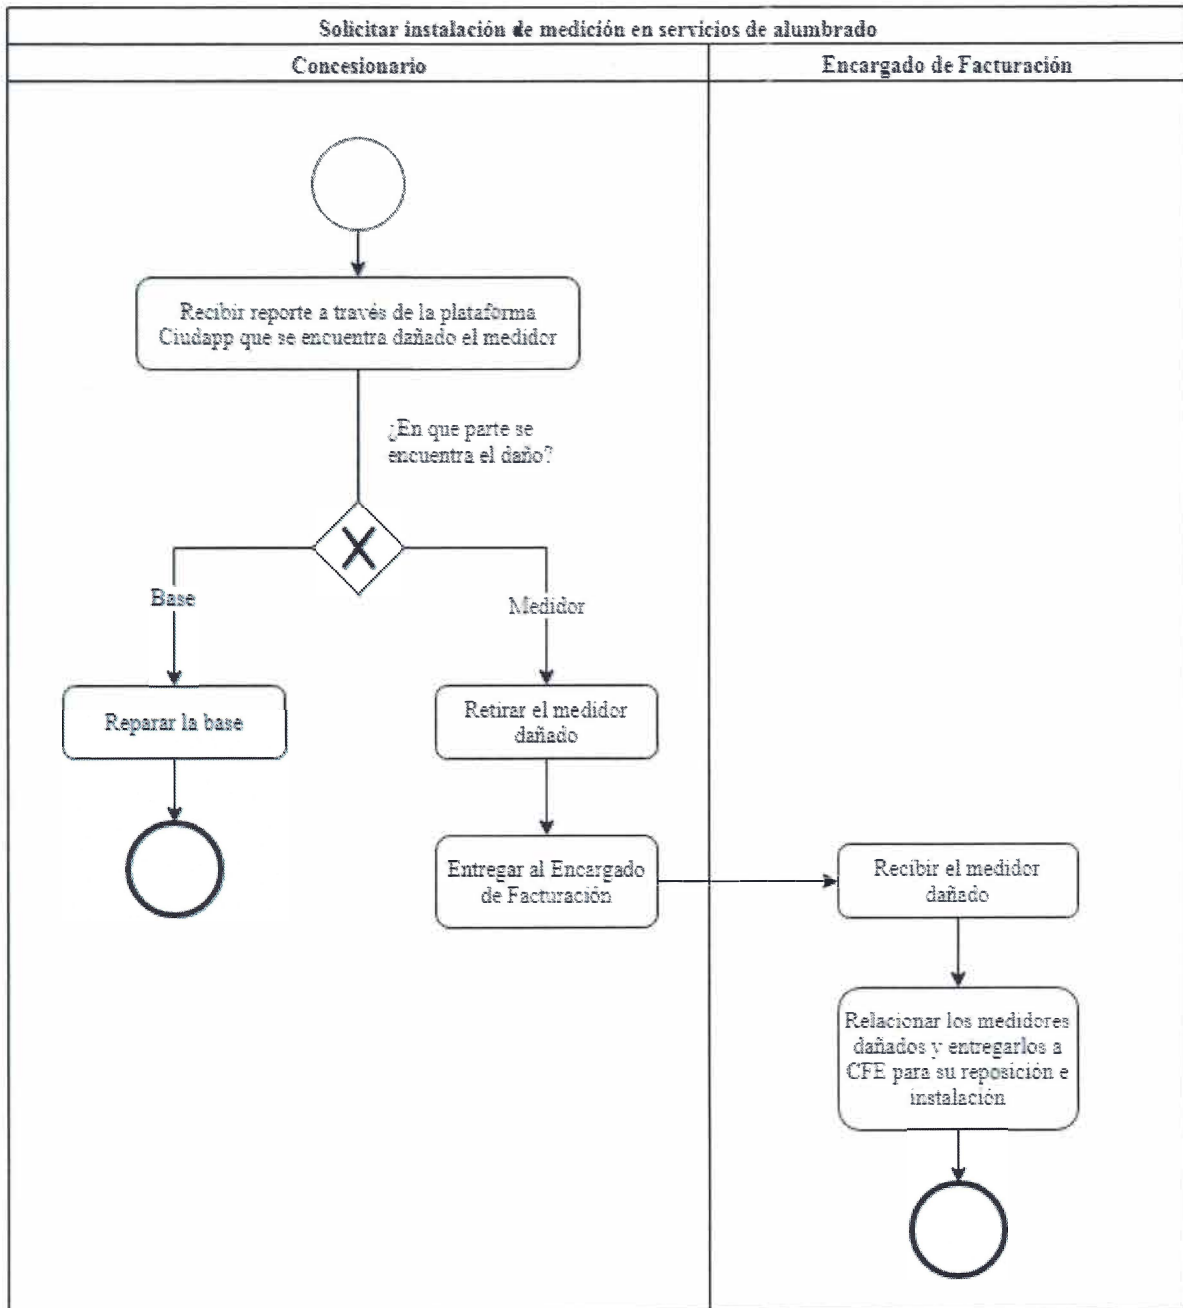 Solicitar instalación de medición en servicios de alumbrado
Concesionario
Encargado de Facturación
Recibir reporte a través de la plataforma
Ciudapp que se encuentra dañado el medidor
¿En que parte se
encuentra el daño?
Base
Medidor
Reparar la base
Retirar el medidor
dañado
Entregar al Encargado
de Facturación
Recibir el medidor
dañado
Relacionar los medidores
dañados y entregarlos a
CFE para su reposición e
instalación